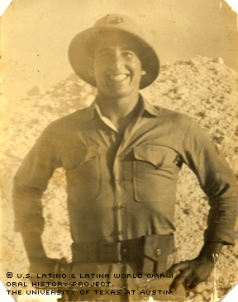 © U.S. LATINO & LATINA WORLD WAR II
ORAL HISTORY PROJECT,
THE UNIVERSITY OF TEXAS AT AUSTIN.